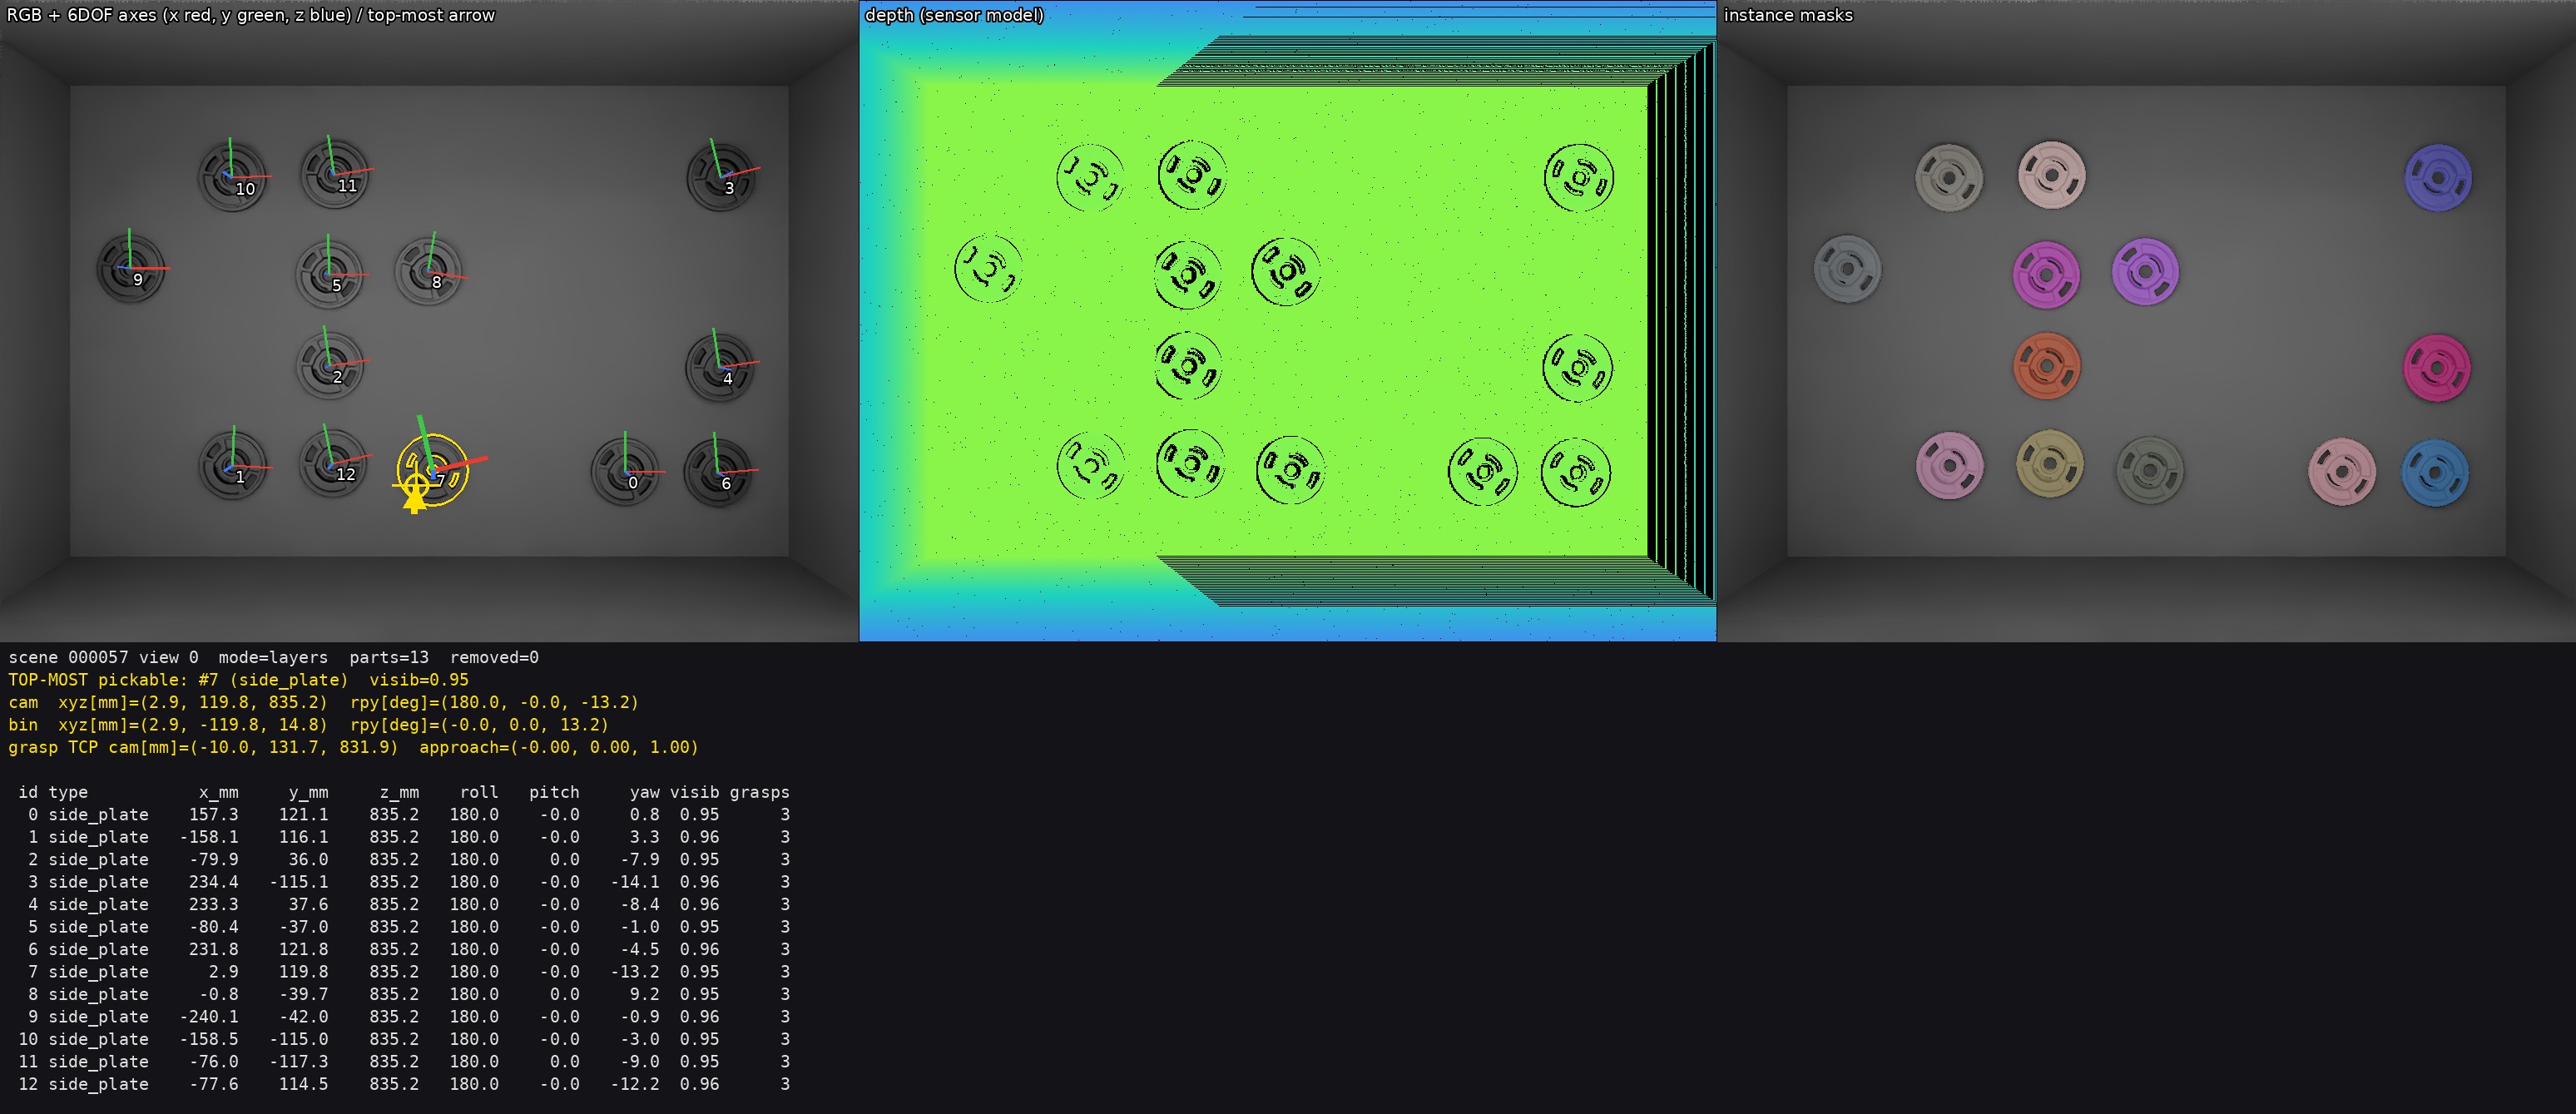 RGB + 6DOF axes (x red, y green, z blue) / top-most arrow
depth (sensor model)
instance masks
10
11
3
9
5
8
2
4
1
12
7
0
6
scene 000057 view 0  mode=layers  parts=13  removed=0
TOP-MOST pickable: #7 (side_plate)  visib=0.95
cam  xyz[mm]=(2.9, 119.8, 835.2)  rpy[deg]=(180.0, -0.0, -13.2)
bin  xyz[mm]=(2.9, -119.8, 14.8)  rpy[deg]=(-0.0, 0.0, 13.2)
grasp TCP cam[mm]=(-10.0, 131.7, 831.9)  approach=(-0.00, 0.00, 1.00)
id type x_mm y_mm z_mm roll pitch yaw visib grasps
0 side_plate 157.3 121.1 835.2 180.0 -0.0 0.8 0.95 3
1 side_plate -158.1 116.1 835.2 180.0 -0.0 3.3 0.96 3
2 side_plate -79.9 36.0 835.2 180.0 0.0 -7.9 0.95 3
3 side_plate 234.4 -115.1 835.2 180.0 -0.0 -14.1 0.96 3
4 side_plate 233.3 37.6 835.2 180.0 -0.0 -8.4 0.96 3
5 side_plate -80.4 -37.0 835.2 180.0 -0.0 -1.0 0.95 3
6 side_plate 231.8 121.8 835.2 180.0 -0.0 -4.5 0.96 3
7 side_plate 2.9 119.8 835.2 180.0 -0.0 -13.2 0.95 3
8 side_plate -0.8 -39.7 835.2 180.0 0.0 9.2 0.95 3
9 side_plate -240.1 -42.0 835.2 180.0 -0.0 -0.9 0.96 3
10 side_plate -158.5 -115.0 835.2 180.0 -0.0 -3.0 0.96 3
11 side_plate -76.0 -117.3 835.2 180.0 0.0 -9.0 0.95 3
12 side_plate -77.6 114.5 835.2 180.0 -0.0 -12.2 0.96 3